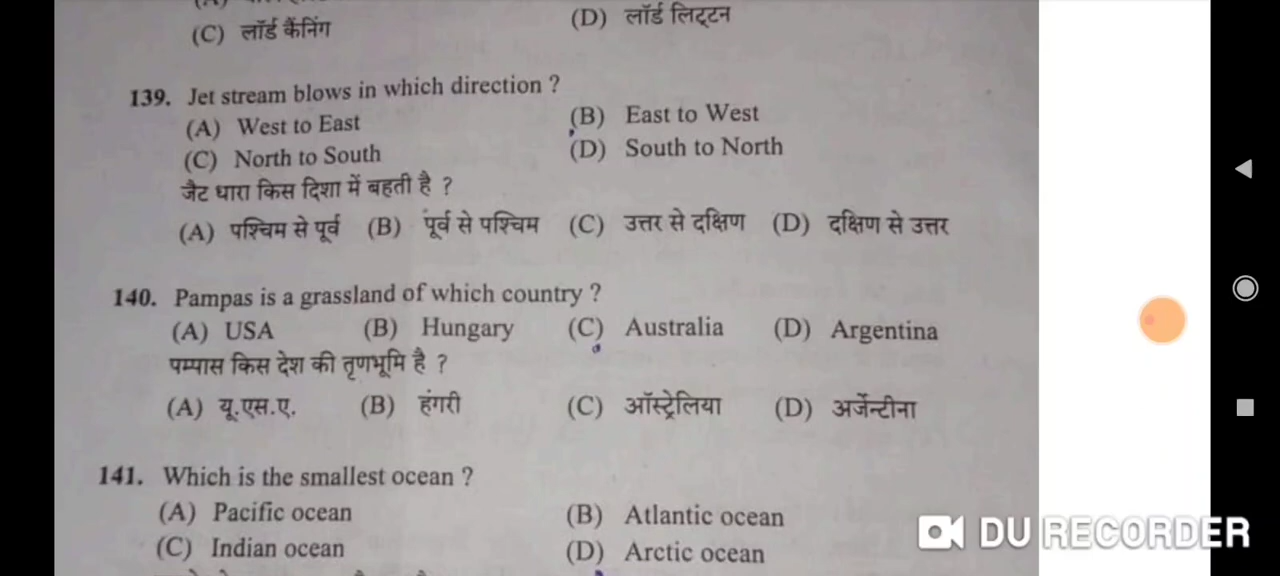 (C) लॉर्ड कैंनिंग (D) लॉर्ड लिट्टन
139. Jet stream blows in which direction ?
(A) West to East (B) East to West
(C) North to South (D) South to North
जैट धारा किस दिशा में बहती है ?
(A) पश्चिम से पूर्व (B) पूर्व से पश्चिम (C) उत्तर से दक्षिण (D) दक्षिण से उत्तर
140. Pampas is a grassland of which country ?
(A) USA (B) Hungary (C) Australia (D) Argentina
पम्पास किस देश की तृणभूमि है ?
(A) यू.एस.ए. (B) हंगरी (C) ऑस्ट्रेलिया (D) अर्जेन्टीना
141. Which is the smallest ocean ?
(A) Pacific ocean (B) Atlantic ocean
(C) Indian ocean (D) Arctic ocean
DU RECORDER